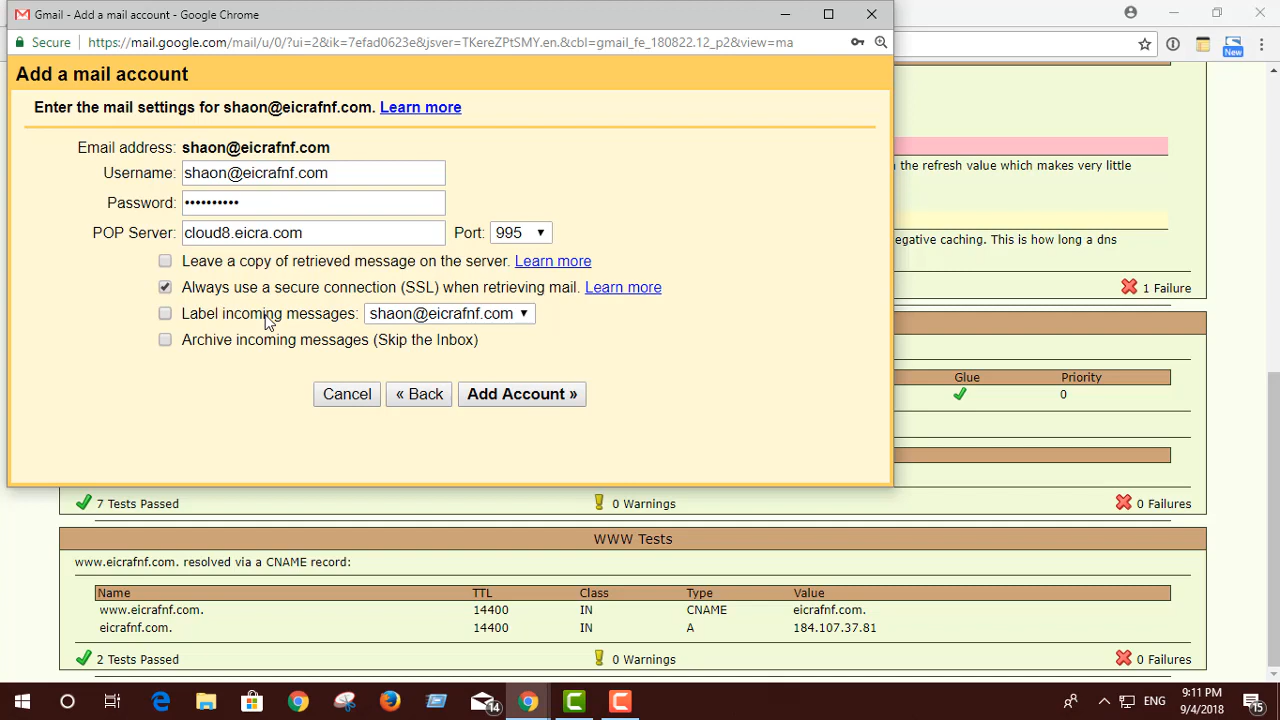 Gmail - Add a mail account - Google Chrome
Secure https://mail.google.com/mail/u/0/?ui=2&ik=7efad0623e&jsver=TKereZPtSMY.en.&cbl=gmail_fe_180822.12_p2&view=ma
New
Add a mail account
Enter the mail settings for shaon@eicrafnf.com. Learn more
Email address: shaon@eicrafnf.com
Username: shaon@eicrafnf.com
Password: ••••••••••
POP Server: cloud8.eicra.com Port: 995
Leave a copy of retrieved message on the server. Learn more
Always use a secure connection (SSL) when retrieving mail. Learn more
Label incoming messages: shaon@eicrafnf.com
Archive incoming messages (Skip the Inbox)
Cancel « Back Add Account »
the refresh value which makes very little
egative caching. This is how long a dns
1 Failure
Glue Priority
0
7 Tests Passed 0 Warnings 0 Failures
WWW Tests
www.eicrafnf.com. resolved via a CNAME record:
Name TTL Class Type Value
www.eicrafnf.com. 14400 IN CNAME eicrafnf.com.
eicrafnf.com. 14400 IN A 184.107.37.81
2 Tests Passed 0 Warnings 0 Failures
14
ENG
9:11 PM
9/4/2018
15